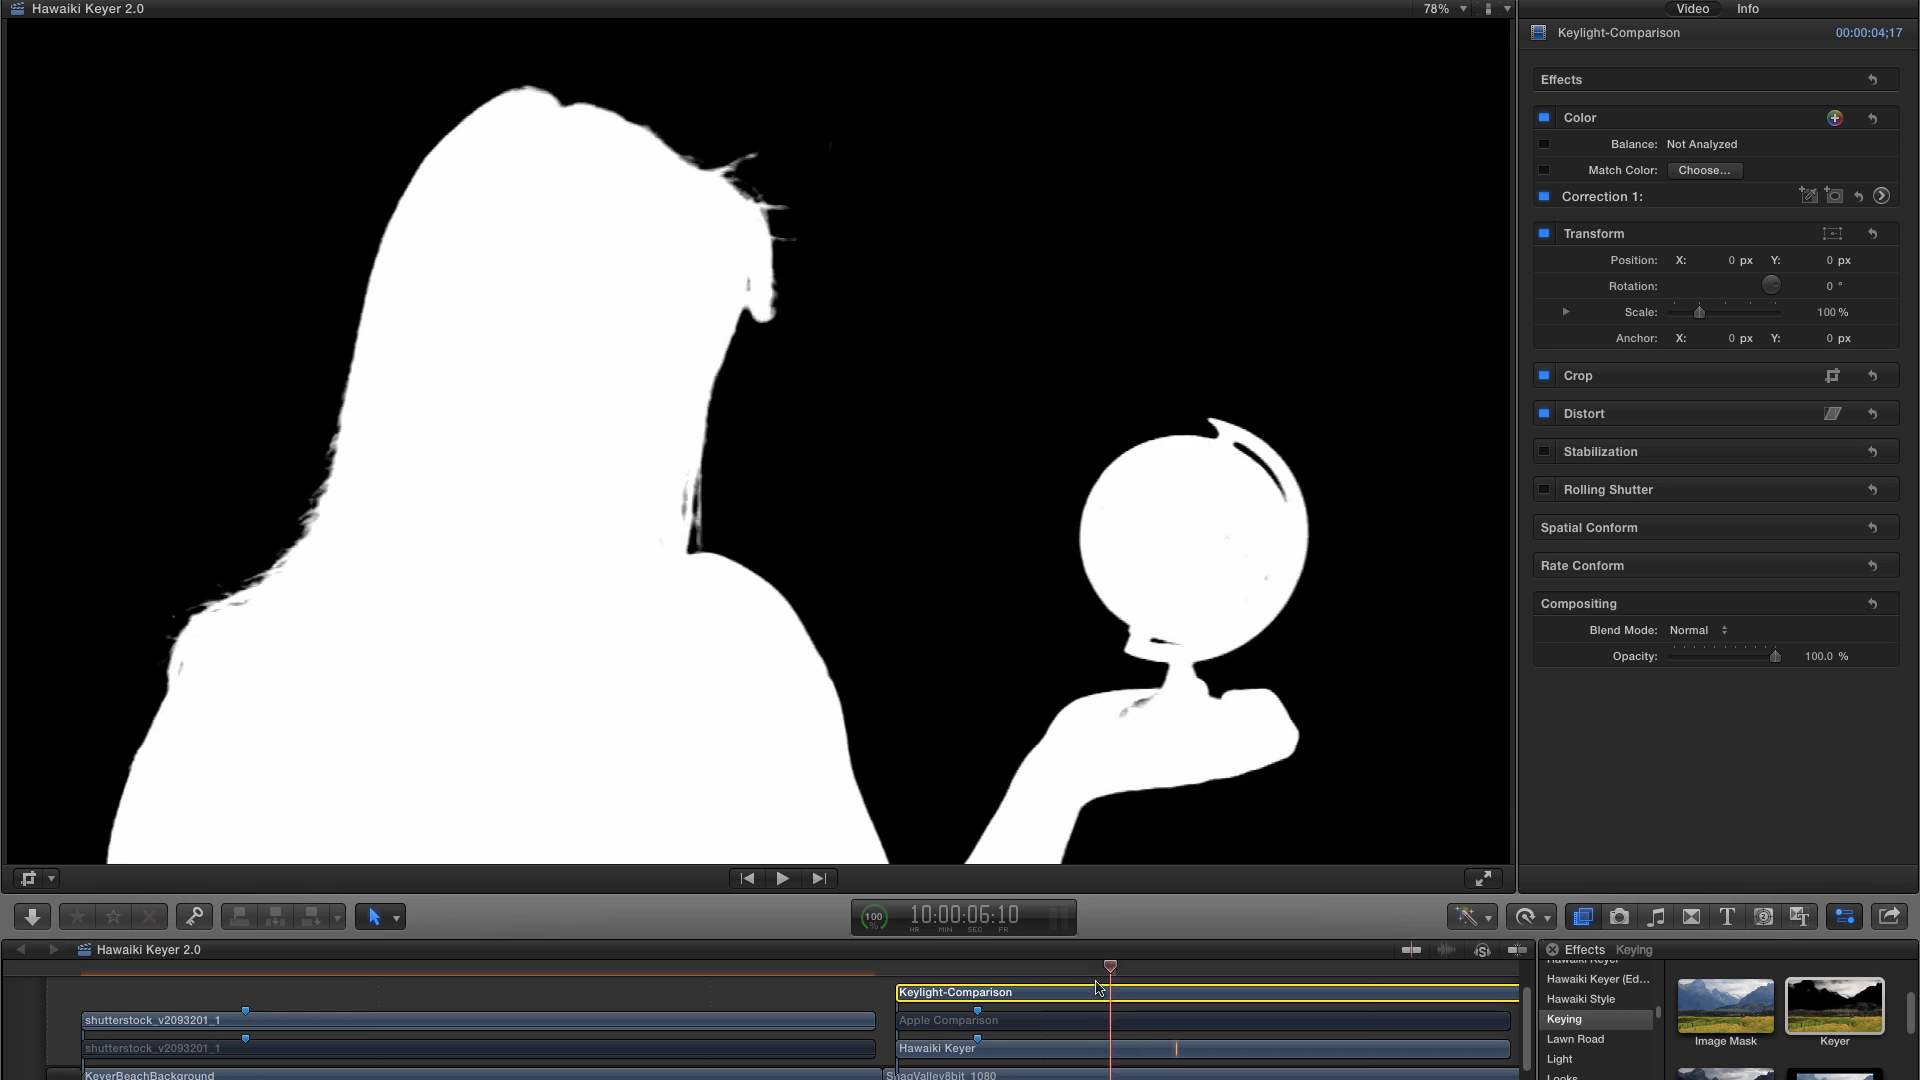 Hawaiki Keyer 2.0
78%
Video
Info
Keylight-Comparison
00:00:04;17
Effects
Color
Balance: Not Analyzed
Match Color: Choose...
Correction 1:
Transform
Position: X: 0 px Y: 0 px
Rotation: 0 °
Scale: 100 %
Anchor: X: 0 px Y: 0 px
Crop
Distort
Stabilization
Rolling Shutter
Spatial Conform
Rate Conform
Compositing
Blend Mode: Normal
Opacity: 100.0 %
100 %
10:00:06:10
HR MIN SEC FR
Hawaiki Keyer 2.0
Effects Keying
Keylight-Comparison
shutterstock_v2093201_1
Apple Comparison
shutterstock_v2093201_1
Hawaiki Keyer
KeyerBeachBackground
SnagValley8bit_1080
Hawaiki Keyer
Hawaiki Keyer (Ed...
Hawaiki Style
Keying
Lawn Road
Light
Looks
Image Mask
Keyer